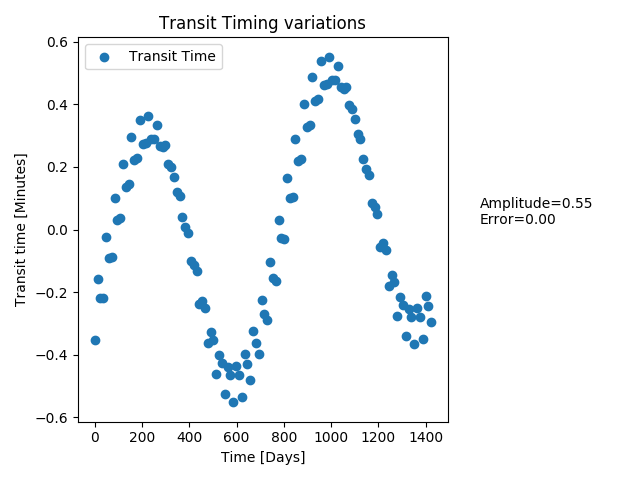 Transit Timing variations
Transit Time
Transit time [Minutes]
0.6
0.4
0.2
0.0
−0.2
−0.4
−0.6
0 200 400 600 800 1000 1200 1400
Time [Days]
Amplitude=0.55
Error=0.00